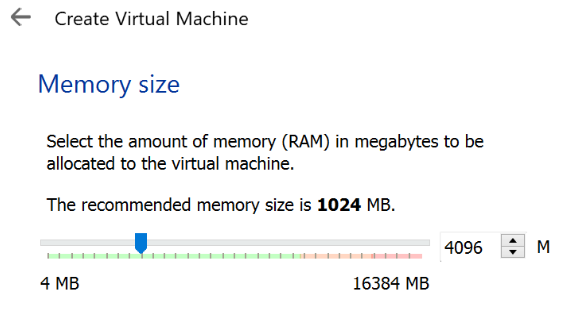 Create Virtual Machine
Memory size
Select the amount of memory (RAM) in megabytes to be
allocated to the virtual machine.
The recommended memory size is 1024 MB.
4096 M
4 MB 16384 MB